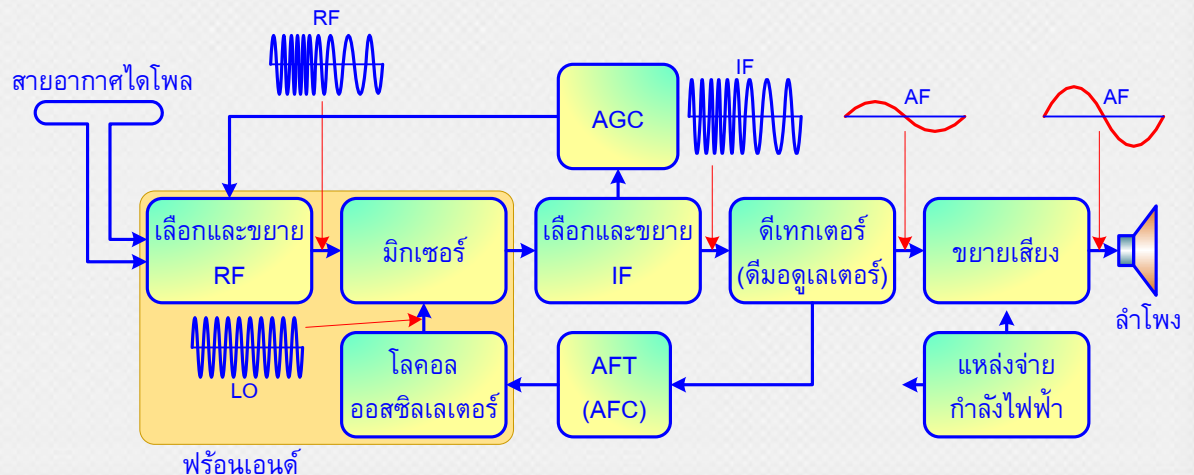 RF
สายอากาศไดโพล
AGC
IF
AF
AF
เลือกและขยาย
RF
มิกเซอร์
เลือกและขยาย
IF
ดีเทกเตอร์
(ดีมอดูเลเตอร์)
ขยายเสียง
ลำโพง
LO
โลคอล
ออสซิลเลเตอร์
AFT
(AFC)
แหล่งจ่าย
กำลังไฟฟ้า
ฟร้อนเอนด์